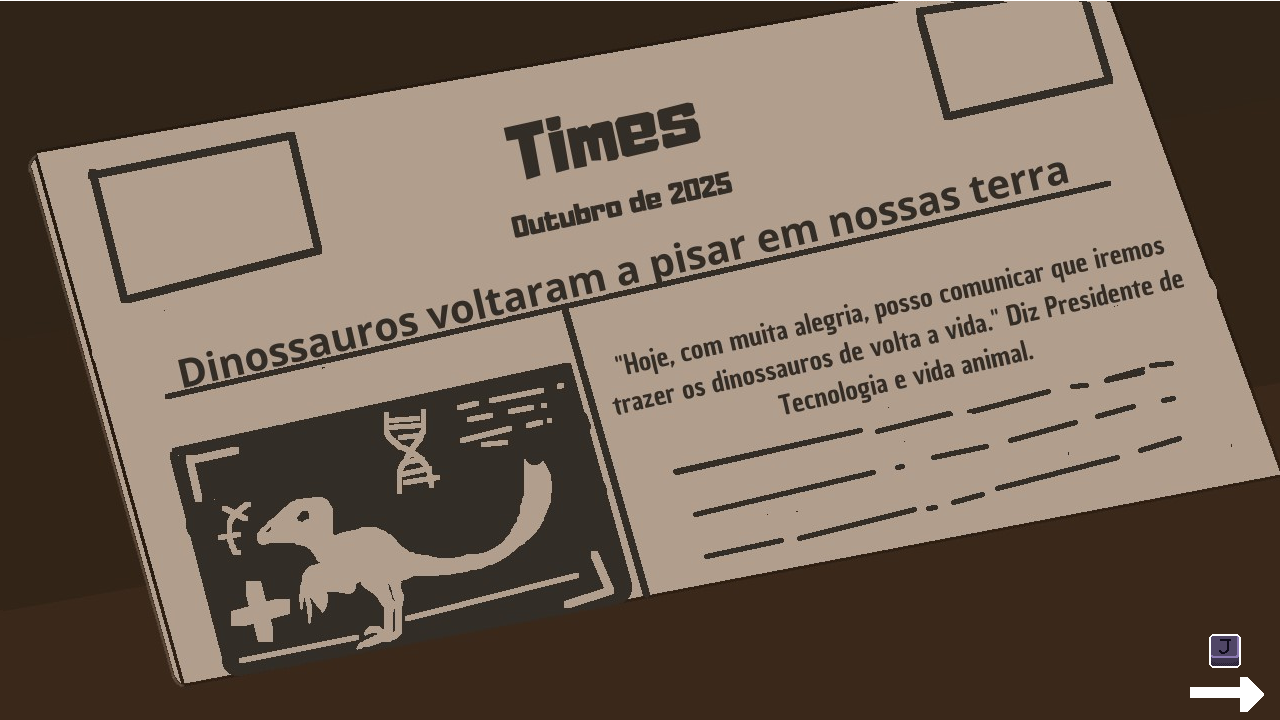 Times
Outubro de 2025
Dinossauros voltaram a pisar em nossas terra
"Hoje, com muita alegria, posso comunicar que iremos
trazer os dinossauros de volta a vida." Diz Presidente de
Tecnologia e vida animal.
J